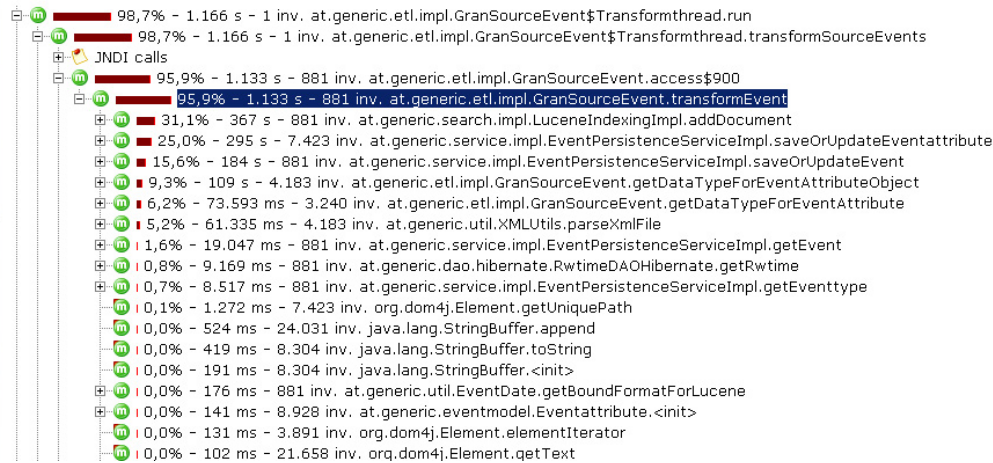 98,7% - 1.166 s - 1 inv. at.generic.etl.impl.GranSourceEvent$Transformthread.run
98,7% - 1.166 s - 1 inv. at.generic.etl.impl.GranSourceEvent$Transformthread.transformSourceEvents
JNDI calls
95,9% - 1.133 s - 881 inv. at.generic.etl.impl.GranSourceEvent.access$900
95,9% - 1.133 s - 881 inv. at.generic.etl.impl.GranSourceEvent.transformEvent
31,1% - 367 s - 881 inv. at.generic.search.impl.LuceneIndexingImpl.addDocument
25,0% - 295 s - 7.423 inv. at.generic.service.impl.EventPersistenceServiceImpl.saveOrUpdateEventattribute
15,6% - 184 s - 881 inv. at.generic.service.impl.EventPersistenceServiceImpl.saveOrUpdateEvent
9,3% - 109 s - 4.183 inv. at.generic.etl.impl.GranSourceEvent.getDataTypeForEventAttributeObject
6,2% - 73.593 ms - 3.240 inv. at.generic.etl.impl.GranSourceEvent.getDataTypeForEventAttribute
5,2% - 61.335 ms - 4.183 inv. at.generic.util.XMLUtils.parseXmlFile
1,6% - 19.047 ms - 881 inv. at.generic.service.impl.EventPersistenceServiceImpl.getEvent
0,8% - 9.169 ms - 881 inv. at.generic.dao.hibernate.RwtimeDAOHibernate.getRwtime
0,7% - 8.517 ms - 881 inv. at.generic.service.impl.EventPersistenceServiceImpl.getEventtype
0,1% - 1.272 ms - 7.423 inv. org.dom4j.Element.getUniquePath
0,0% - 524 ms - 24.031 inv. java.lang.StringBuffer.append
0,0% - 419 ms - 8.304 inv. java.lang.StringBuffer.toString
0,0% - 191 ms - 8.304 inv. java.lang.StringBuffer.<init>
0,0% - 176 ms - 881 inv. at.generic.util.EventDate.getBoundFormatForLucene
0,0% - 141 ms - 8.928 inv. at.generic.eventmodel.Eventattribute.<init>
0,0% - 131 ms - 3.891 inv. org.dom4j.Element.elementIterator
0,0% - 102 ms - 21.658 inv. org.dom4j.Element.getText